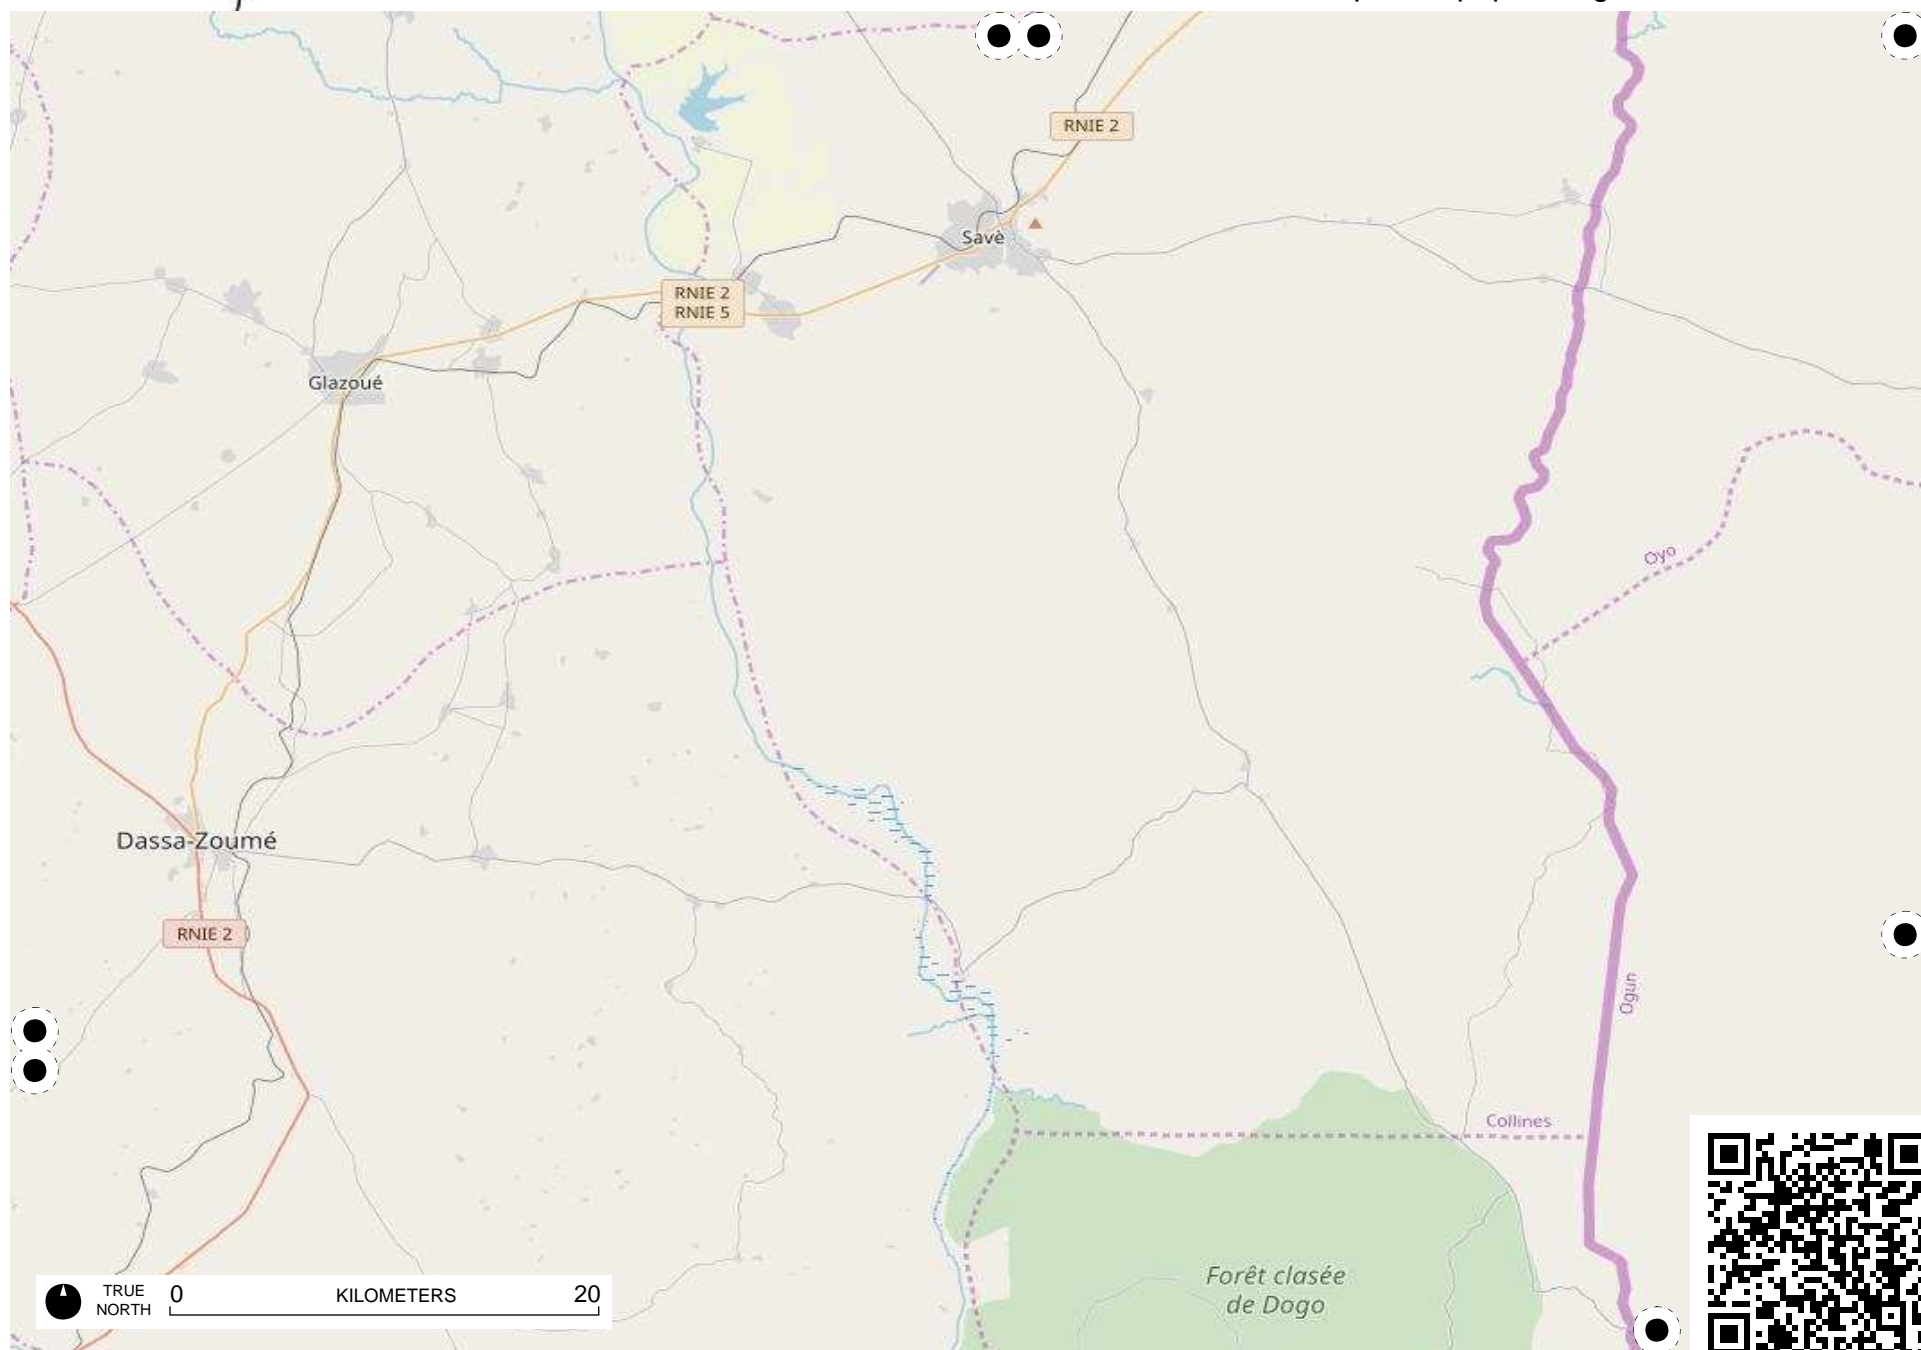 RNIE 2
Savè
RNIE 2
RNIE 5
Glazoué
Oyo
Dassa-Zoumé
RNIE 2
Ogun
Collines
Forêt clasée
de Dogo
TRUE
NORTH
0 KILOMETERS 20